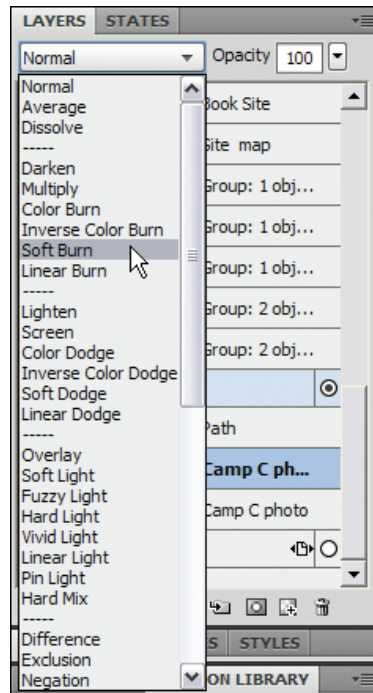 LAYERS STATES
Normal Opacity 100
Normal
Average
Dissolve
-----
Darken
Multiply
Color Burn
Inverse Color Burn
Soft Burn
Linear Burn
-----
Lighten
Screen
Color Dodge
Inverse Color Dodge
Soft Dodge
Linear Dodge
-----
Overlay
Soft Light
Fuzzy Light
Hard Light
Vivid Light
Linear Light
Pin Light
Hard Mix
-----
Difference
Exclusion
Negation
Book Site
Site map
Group: 1 obj...
Group: 1 obj...
Group: 1 obj...
Group: 2 obj...
Group: 2 obj...
Path
Camp C ph...
Camp C photo
STYLES
ON LIBRARY